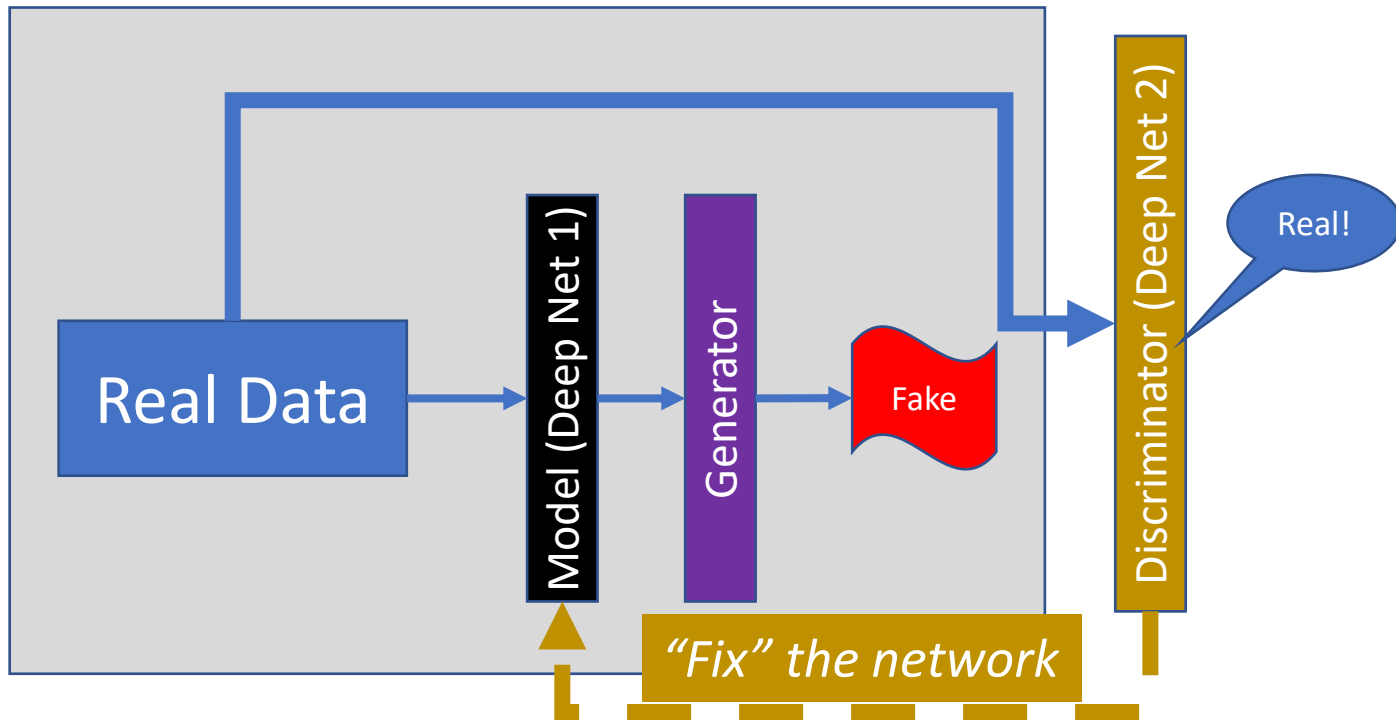 Real Data
Model (Deep Net 1)
Generator
Fake
Discriminator (Deep Net 2)
Real!
“Fix” the network